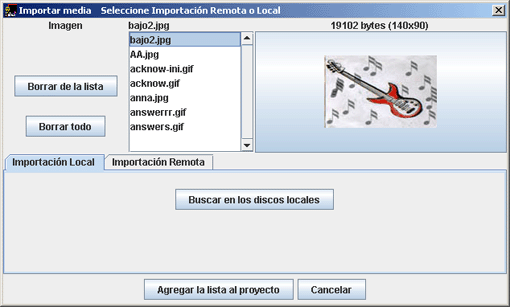 Importar media Seleccione Importación Remota o Local
Imagen bajo2.jpg 19102 bytes (140x90)
bajo2.jpg
AA.jpg
acknow-ini.gif
acknow.gif
anna.jpg
answerrr.gif
answers.gif
Borrar de la lista
Borrar todo
Importación Local Importación Remota
Buscar en los discos locales
Agregar la lista al proyecto Cancelar